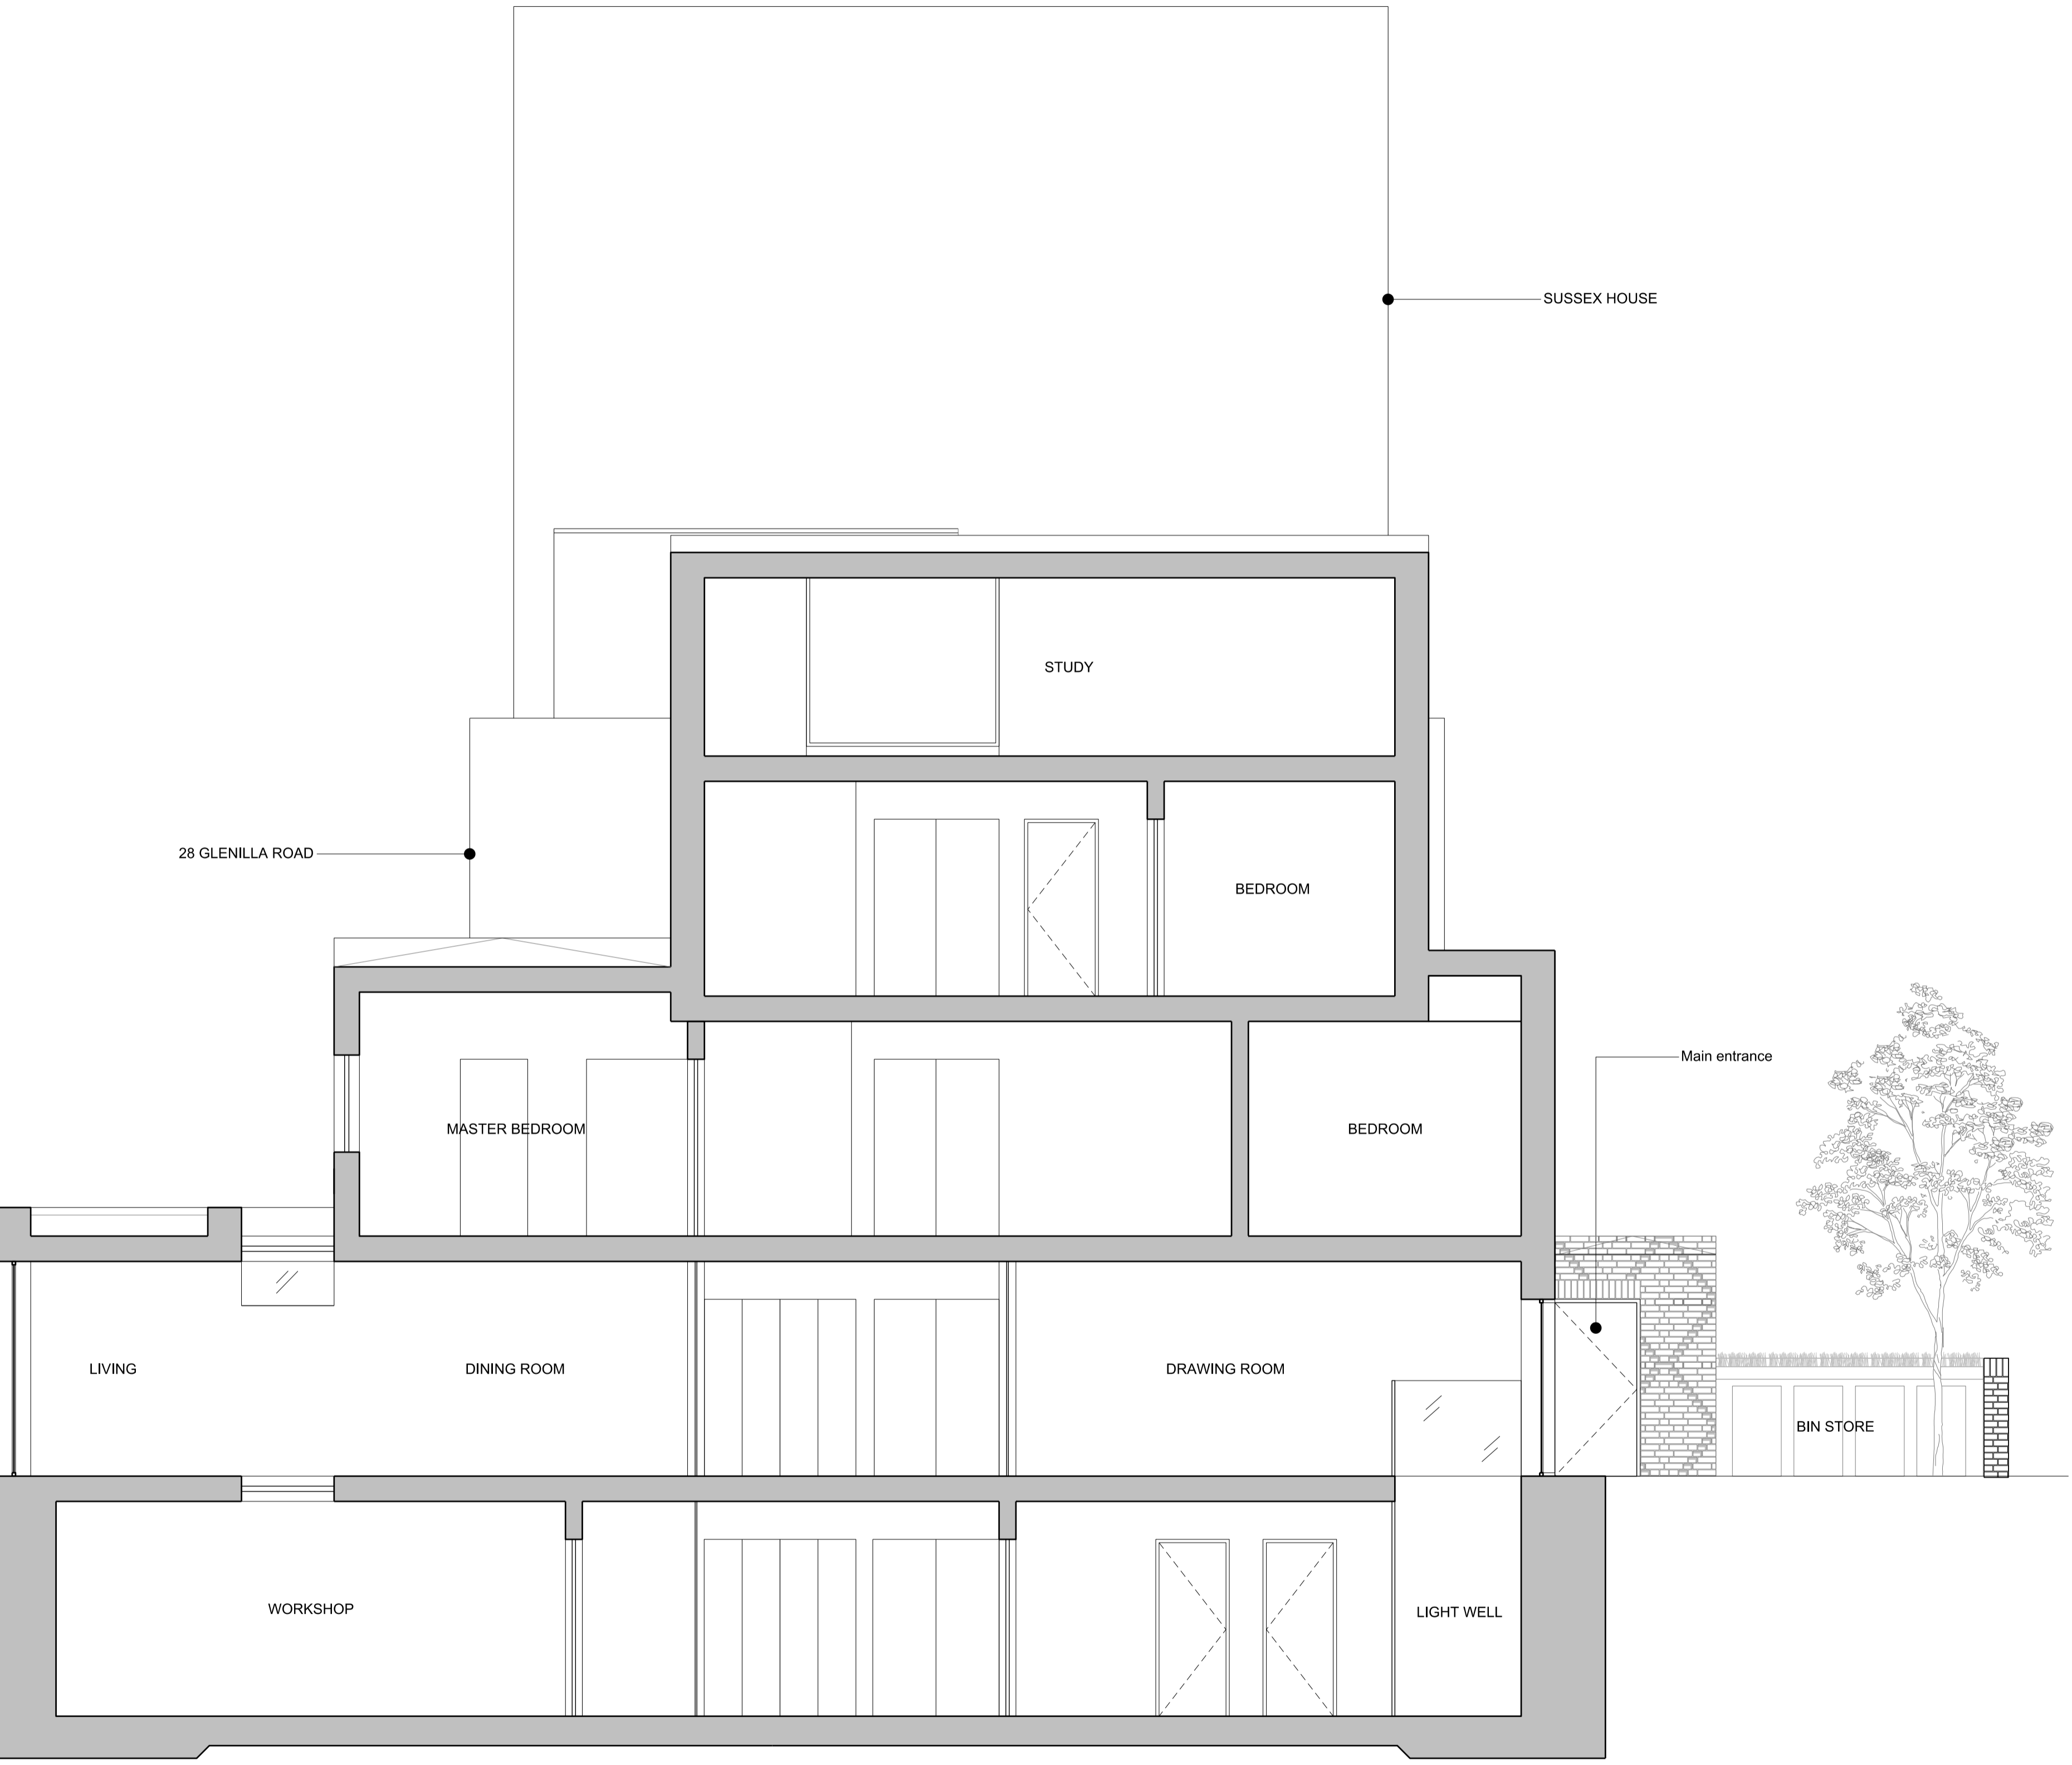 SUSSEX HOUSE
STUDY
28 GLENILLA ROAD
BEDROOM
Main entrance
MASTER BEDROOM
BEDROOM
LIVING
DINING ROOM
DRAWING ROOM
BIN STORE
WORKSHOP
LIGHT WELL